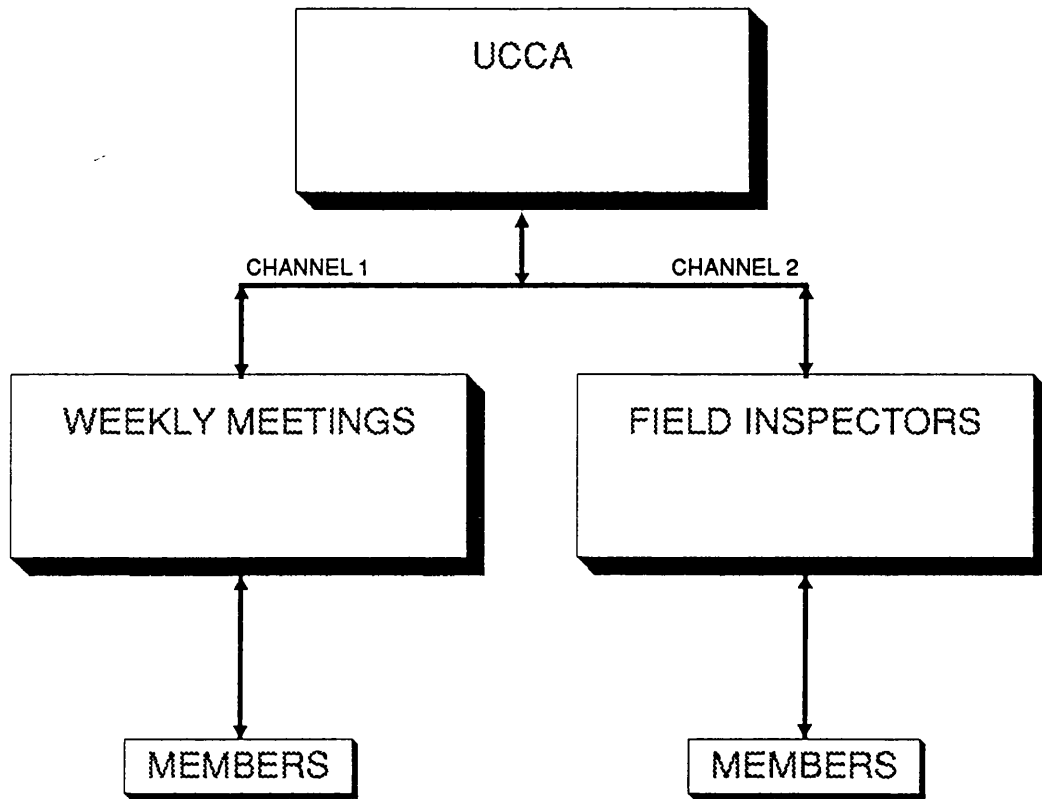 UCCA
CHANNEL 1
CHANNEL 2
WEEKLY MEETINGS
FIELD INSPECTORS
MEMBERS
MEMBERS